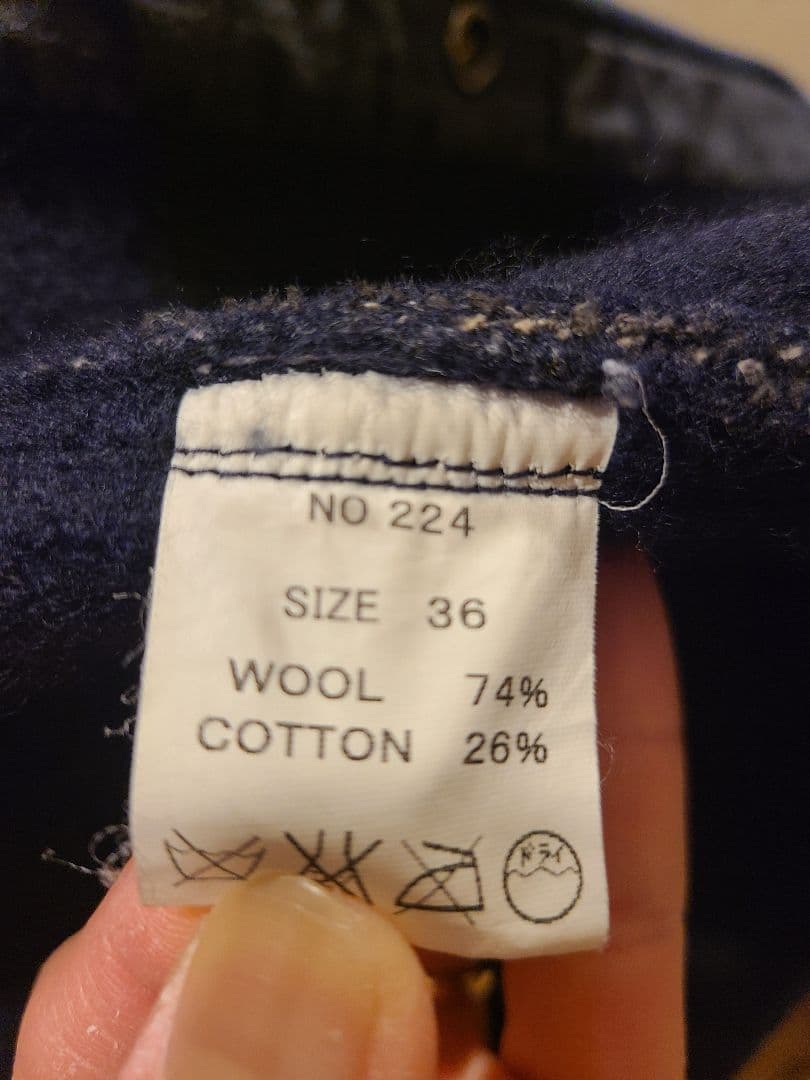 NO 224
SIZE 36
WOOL 74%
COTTON 26%
ドライ